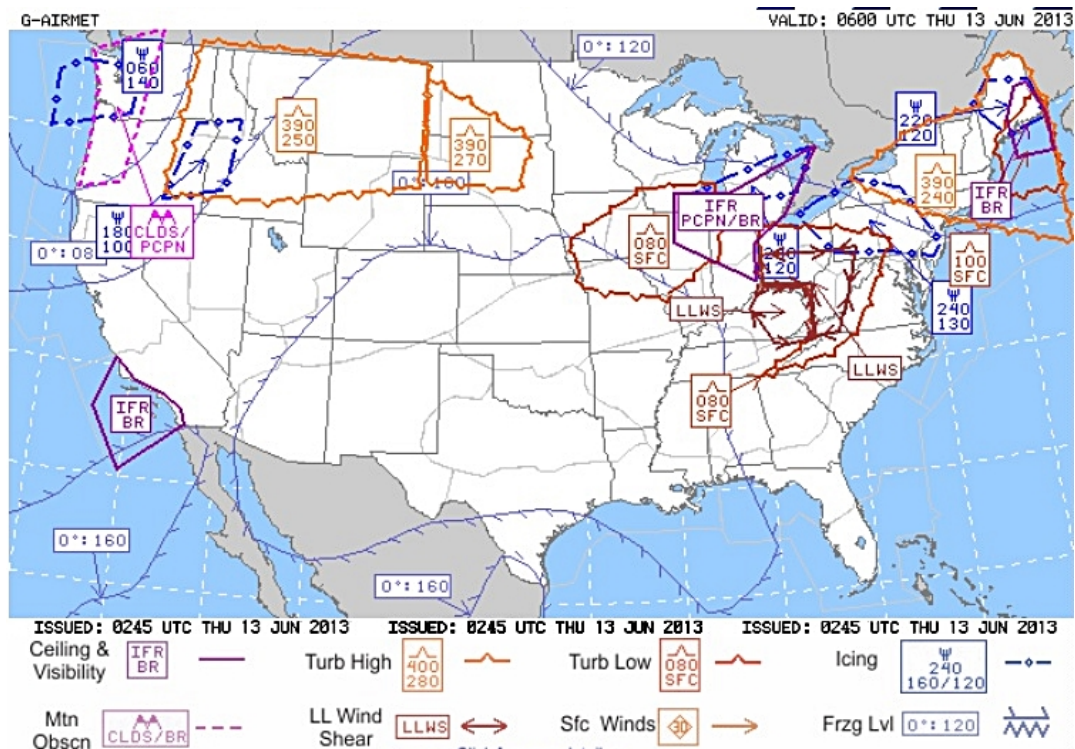 G-AIRMET
VALID: 0600 UTC THU 13 JUN 2013
060
140
390
250
390
270
0°:120
220
120
390
240
IFR
BR
0°:160
IFR
PCPN/BR
080
SFC
180
100
CLDS/
PCPN
0°:08
120
100
SFC
240
130
LLWS
LLWS
080
SFC
IFR
BR
0°:160
0°:160
ISSUED: 0245 UTC THU 13 JUN 2013
ISSUED: 0245 UTC THU 13 JUN 2013
ISSUED: 0245 UTC THU 13 JUN 2013
Ceiling &
Visibility
IFR
BR
Turb High
400
280
Turb Low
080
SFC
Icing
240
160/120
Mtn
Obscn
CLDS/BR
LL Wind
Shear
LLWS
Sfc Winds
30
Frzg Lvl
0°:120